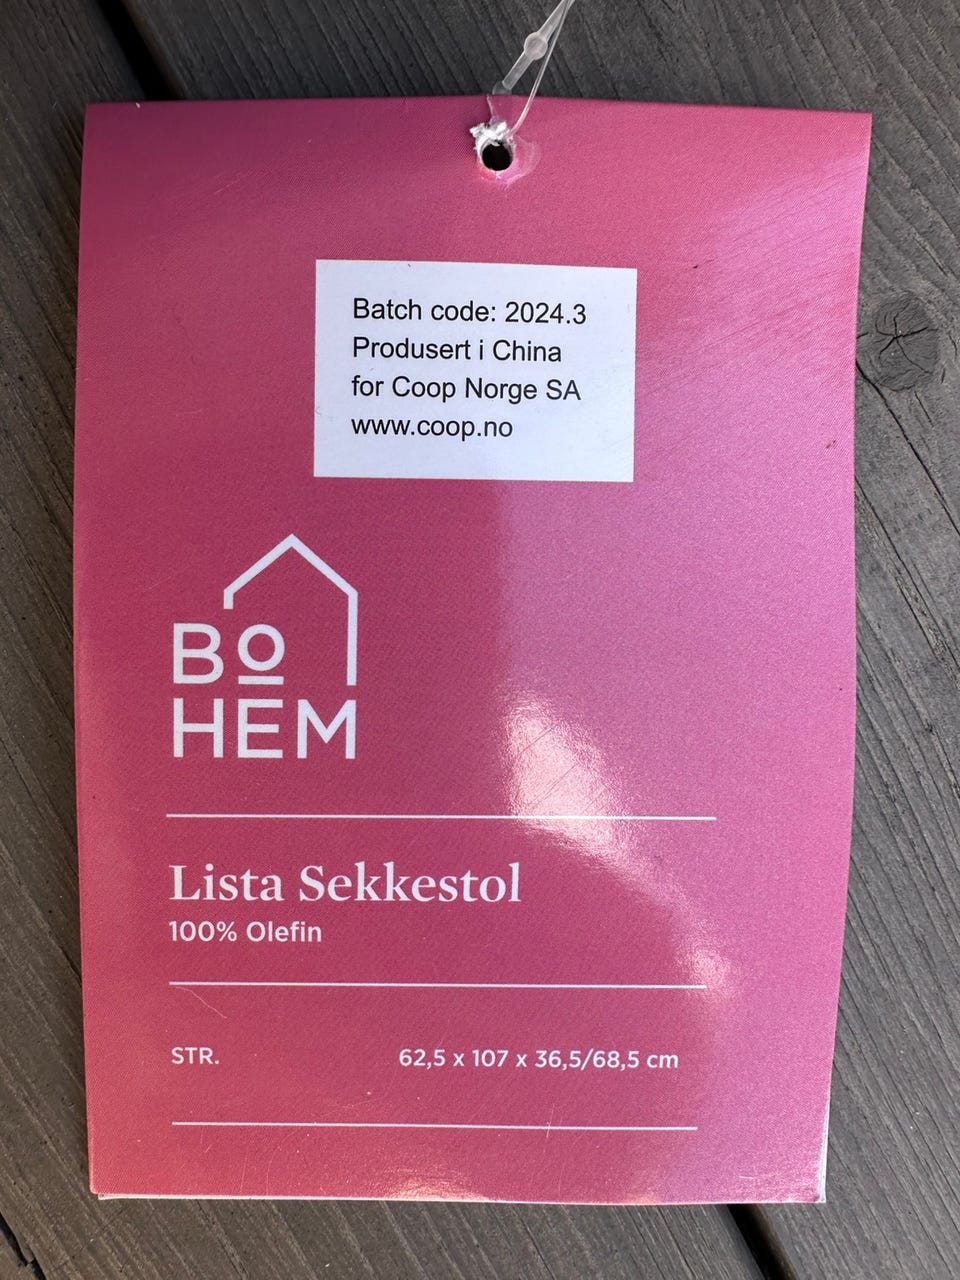 Batch code: 2024.3
Produsert i China
for Coop Norge SA
www.coop.no
BO
HEM
Lista Sekkestol
100% Olefin
STR. 62,5 x 107 x 36,5/68,5 cm